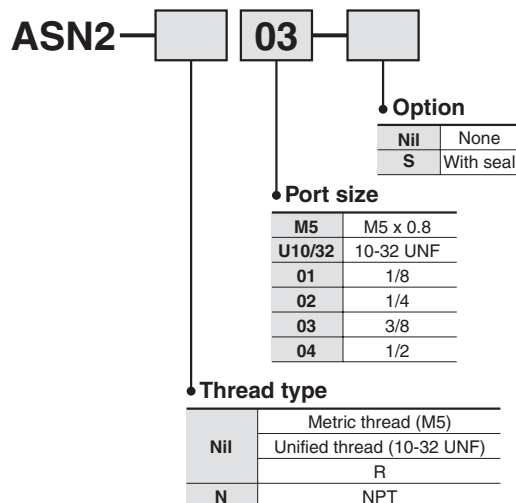 ASN2 03
Option
Nil None
S With seal
Port size
M5 M5 x 0.8
U10/32 10-32 UNF
01 1/8
02 1/4
03 3/8
04 1/2
Thread type
Nil Metric thread (M5)
Unified thread (10-32 UNF)
R
N NPT